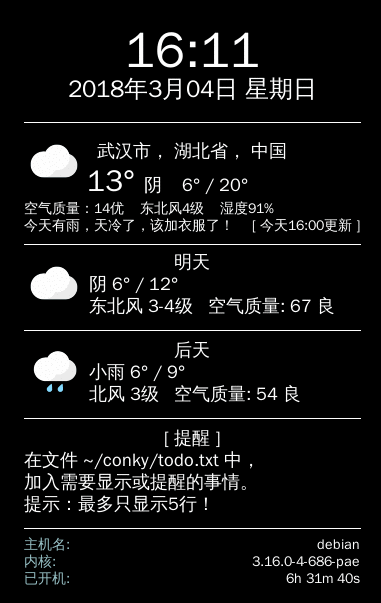 16:11
2018年3月04日 星期日
武汉市， 湖北省， 中国
13° 阴 6° / 20°
空气质量：14优 东北风4级 湿度91%
今天有雨，天冷了，该加衣服了！ [ 今天16:00更新 ]
明天
阴 6° / 12°
东北风 3-4级 空气质量: 67 良
后天
小雨 6° / 9°
北风 3级 空气质量: 54 良
[ 提醒 ]
在文件 ~/conky/todo.txt 中，
加入需要显示或提醒的事情。
提示：最多只显示5行！
主机名: debian
内核: 3.16.0-4-686-pae
已开机: 6h 31m 40s